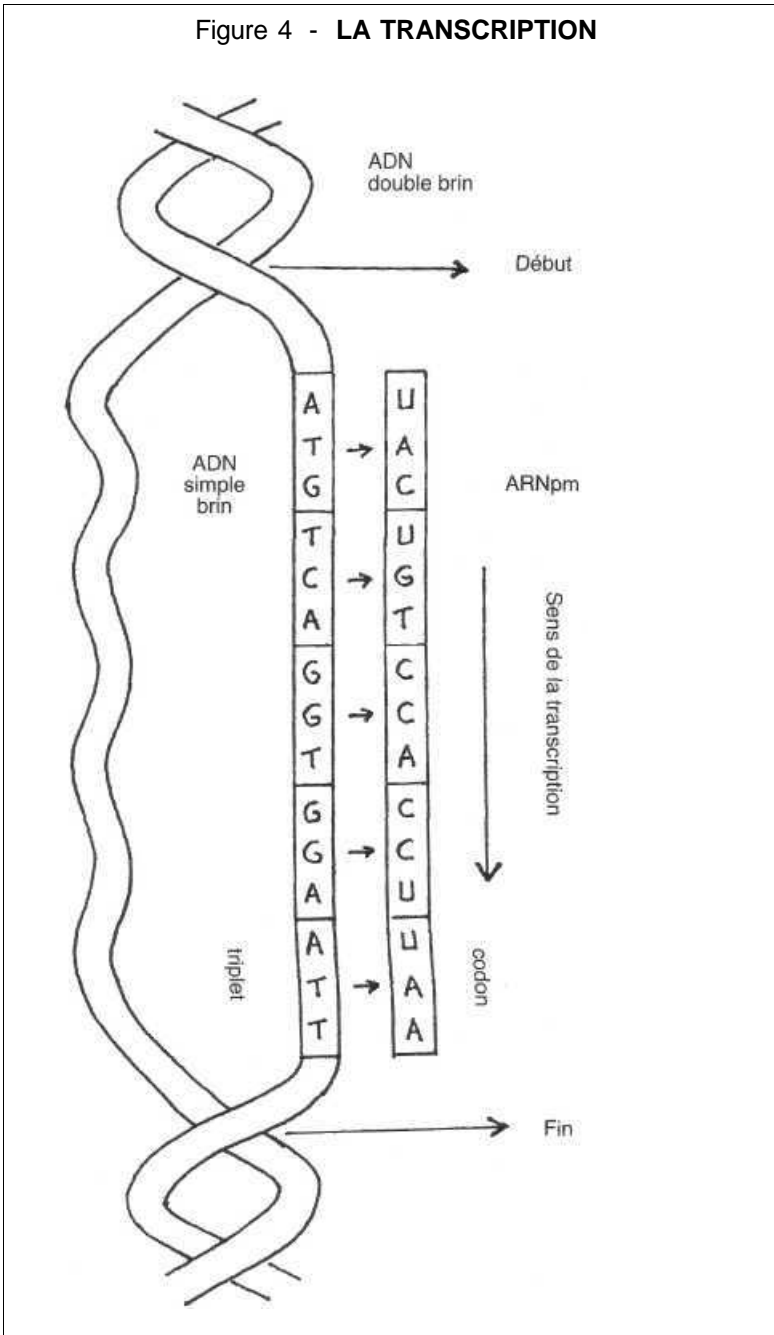 Figure 4 - LA TRANSCRIPTION
ADN
double brin
Début
A
T
G
T
C
A
G
G
T
G
G
A
A
T
T
U
A
C
U
G
T
C
C
A
C
C
U
U
A
A
ADN
simple
brin
ARNpm
Sens de la transcription
triplet
codon
Fin